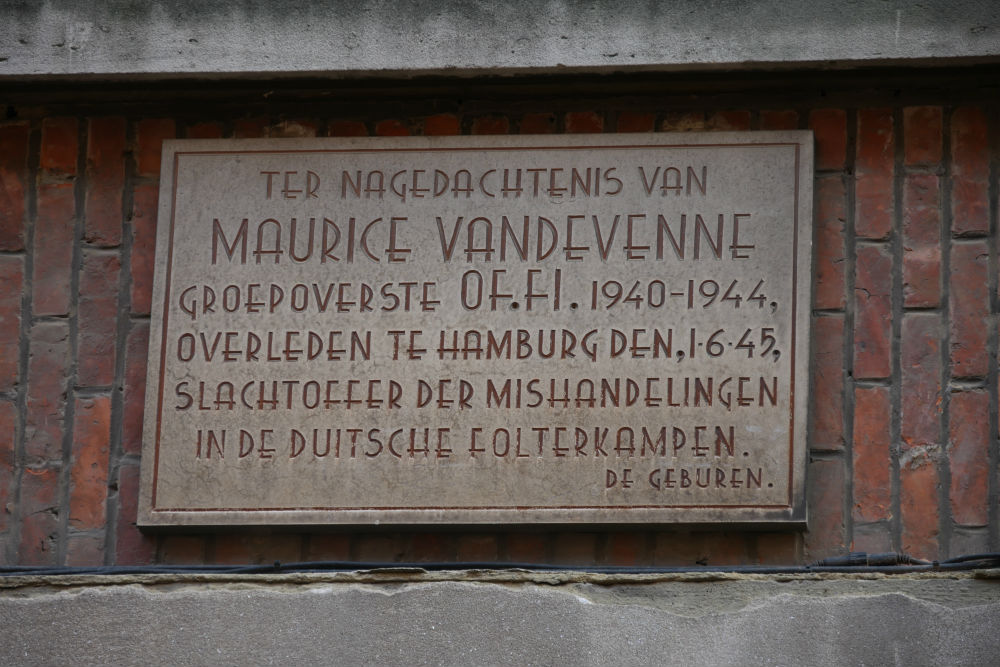 TER NAGEDACHTENIS VAN
MAURICE VANDEVENNE
GROEPOVERSTE OF.FI. 1940-1944,
OVERLEDEN TE HAMBURG DEN, 1·6·45,
SLACHTOFFER DER MISHANDELINGEN
IN DE DUITSCHE FOLTERKAMPEN.
DE GEBUREN.